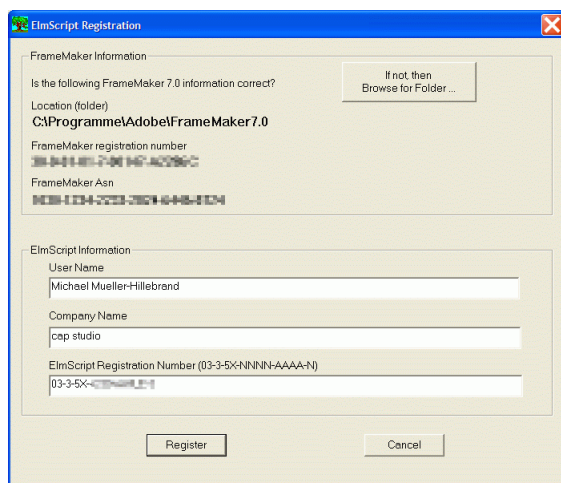 ElmScript Registration
FrameMaker Information
Is the following FrameMaker 7.0 information correct?
If not, then
Browse for Folder ...
Location (folder)
C:\Programme\Adobe\FrameMaker7.0
FrameMaker registration number
FrameMaker Asn
ElmScript Information
User Name
Michael Mueller-Hillebrand
Company Name
cap studio
ElmScript Registration Number (03-3-5X-NNNN-AAAA-N)
03-3-5X-
Register
Cancel